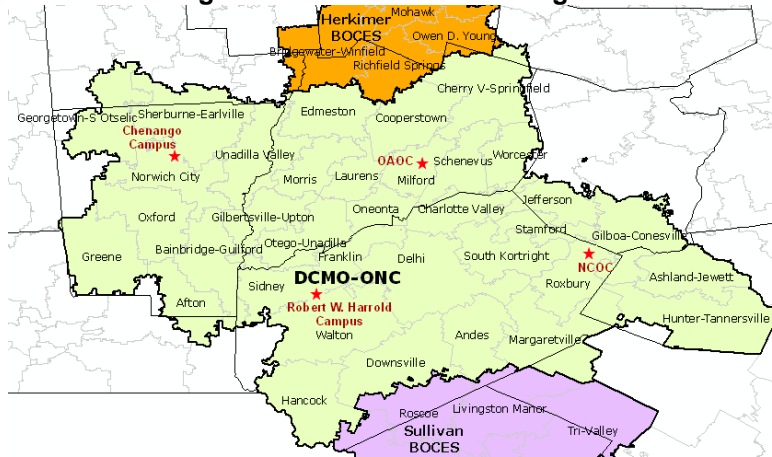 Mohawk
Herkimer
BOCES
Owen D. Young
Bridgewater-Winfield
Richfield Springs
Cherry V-Springfield
Georgetown-S Otselic
Sherburne-Earlville
Edmeston
Cooperstown
Chenango
Campus
Unadilla Valley
OAOC
Schenevus
Worcester
Norwich City
Morris
Laurens
Milford
Jefferson
Oxford
Gilbertsville-Upton
Oneonta
Charlotte Valley
Stamford
Gilboa-Conesville
Greene
Bainbridge-Guilford
Otego-Unadilla
Franklin
Delhi
South Kortright
NCOC
Ashland-Jewett
Sidney
DCMO-ONC
Roxbury
Afton
Robert W. Harrold
Campus
Hunter-Tannersville
Walton
Andes
Margaretville
Downsville
Hancock
Roscoe
Livingston Manor
Sullivan
BOCES
Tri-Valley